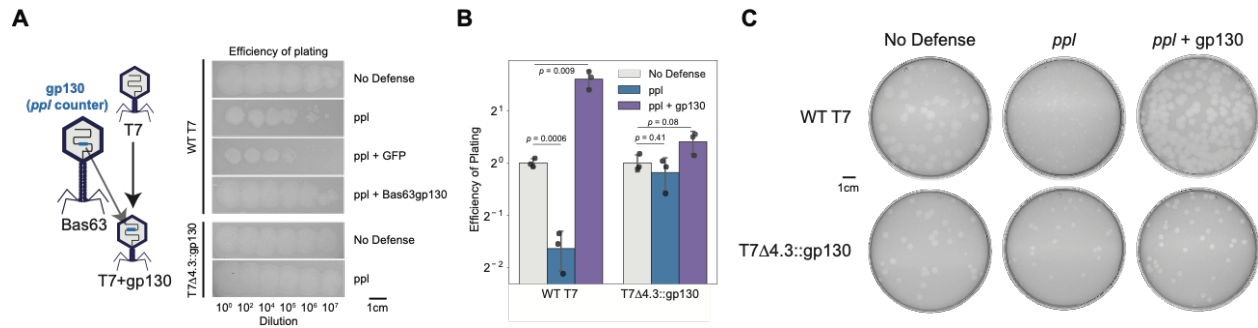 A
Efficiency of plating
gp130
(ppl counter)
T7
Bas63
T7+gp130
WT T7
T7Δ4.3::gp130
No Defense
ppl
ppl + GFP
ppl + Bas63gp130
No Defense
ppl
10⁰ 10² 10⁴ 10⁵ 10⁶ 10⁷
Dilution
1cm
B
Efficiency of Plating
2¹
2⁰
2⁻¹
2⁻²
p = 0.009
p = 0.0006
p = 0.08
p = 0.41
No Defense
ppl
ppl + gp130
WT T7
T7Δ4.3::gp130
C
No Defense
ppl
ppl + gp130
WT T7
1cm
T7Δ4.3::gp130